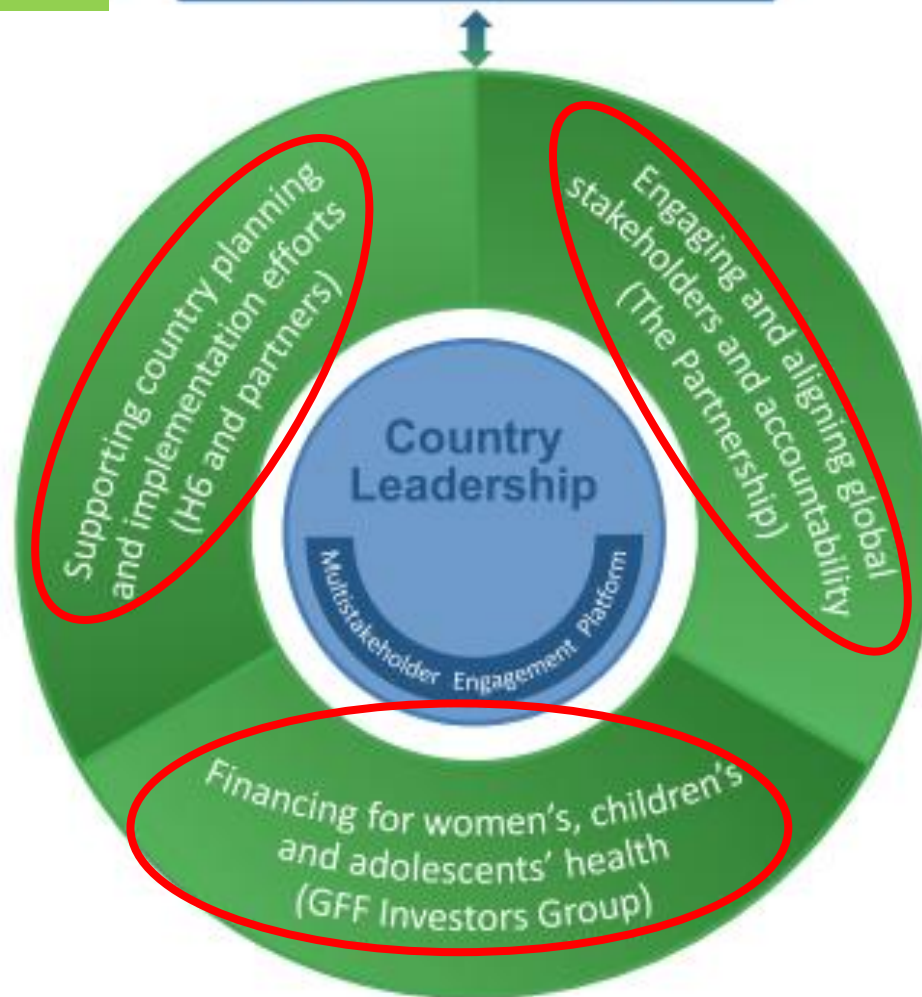 Supporting country planning
and implementation efforts
(H6 and partners)
Engaging and aligning global
stakeholders and accountability
(The Partnership)
Country
Leadership
Multistakeholder Engagement Platform
Financing for women's, children's
and adolescents' health
(GFF Investors Group)